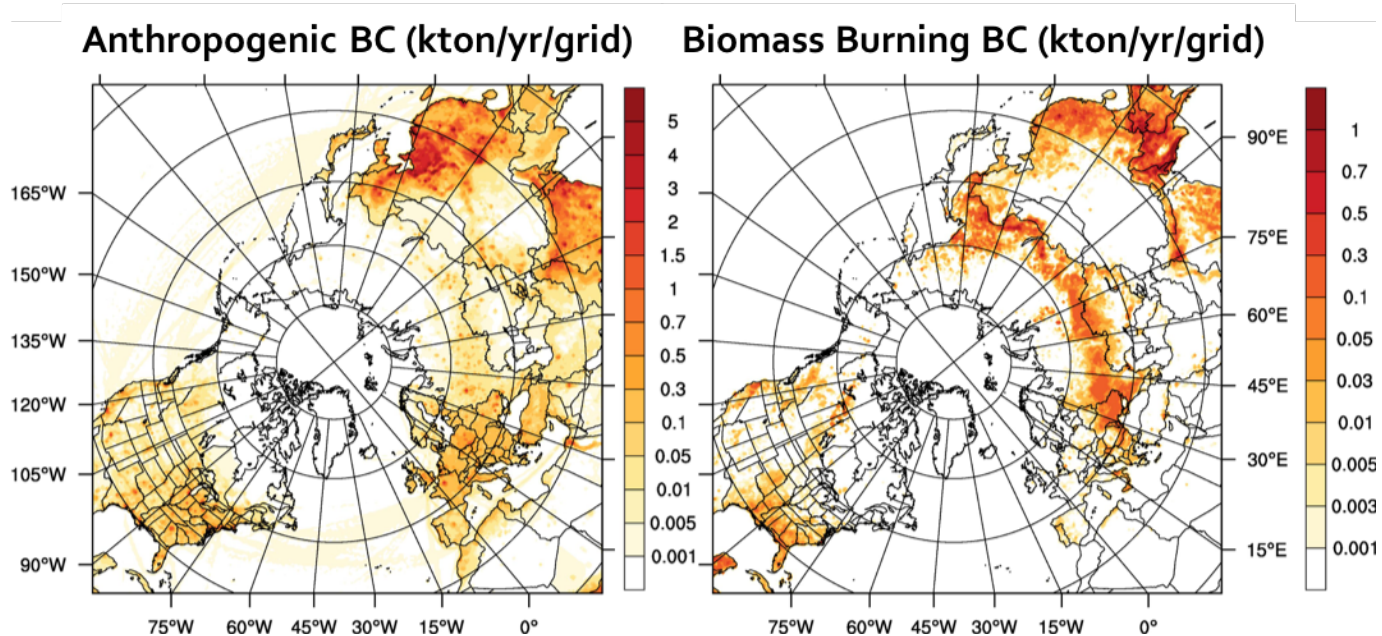 Anthropogenic BC (kton/yr/grid)
Biomass Burning BC (kton/yr/grid)
165°W
150°W
135°W
120°W
105°W
90°W
75°W
60°W
45°W
30°W
15°W
0°
5
4
3
2
1.5
1
0.7
0.5
0.3
0.1
0.05
0.01
0.005
0.001
75°W
60°W
45°W
30°W
15°W
0°
90°E
75°E
60°E
45°E
30°E
15°E
1
0.7
0.5
0.3
0.1
0.05
0.03
0.01
0.005
0.003
0.001